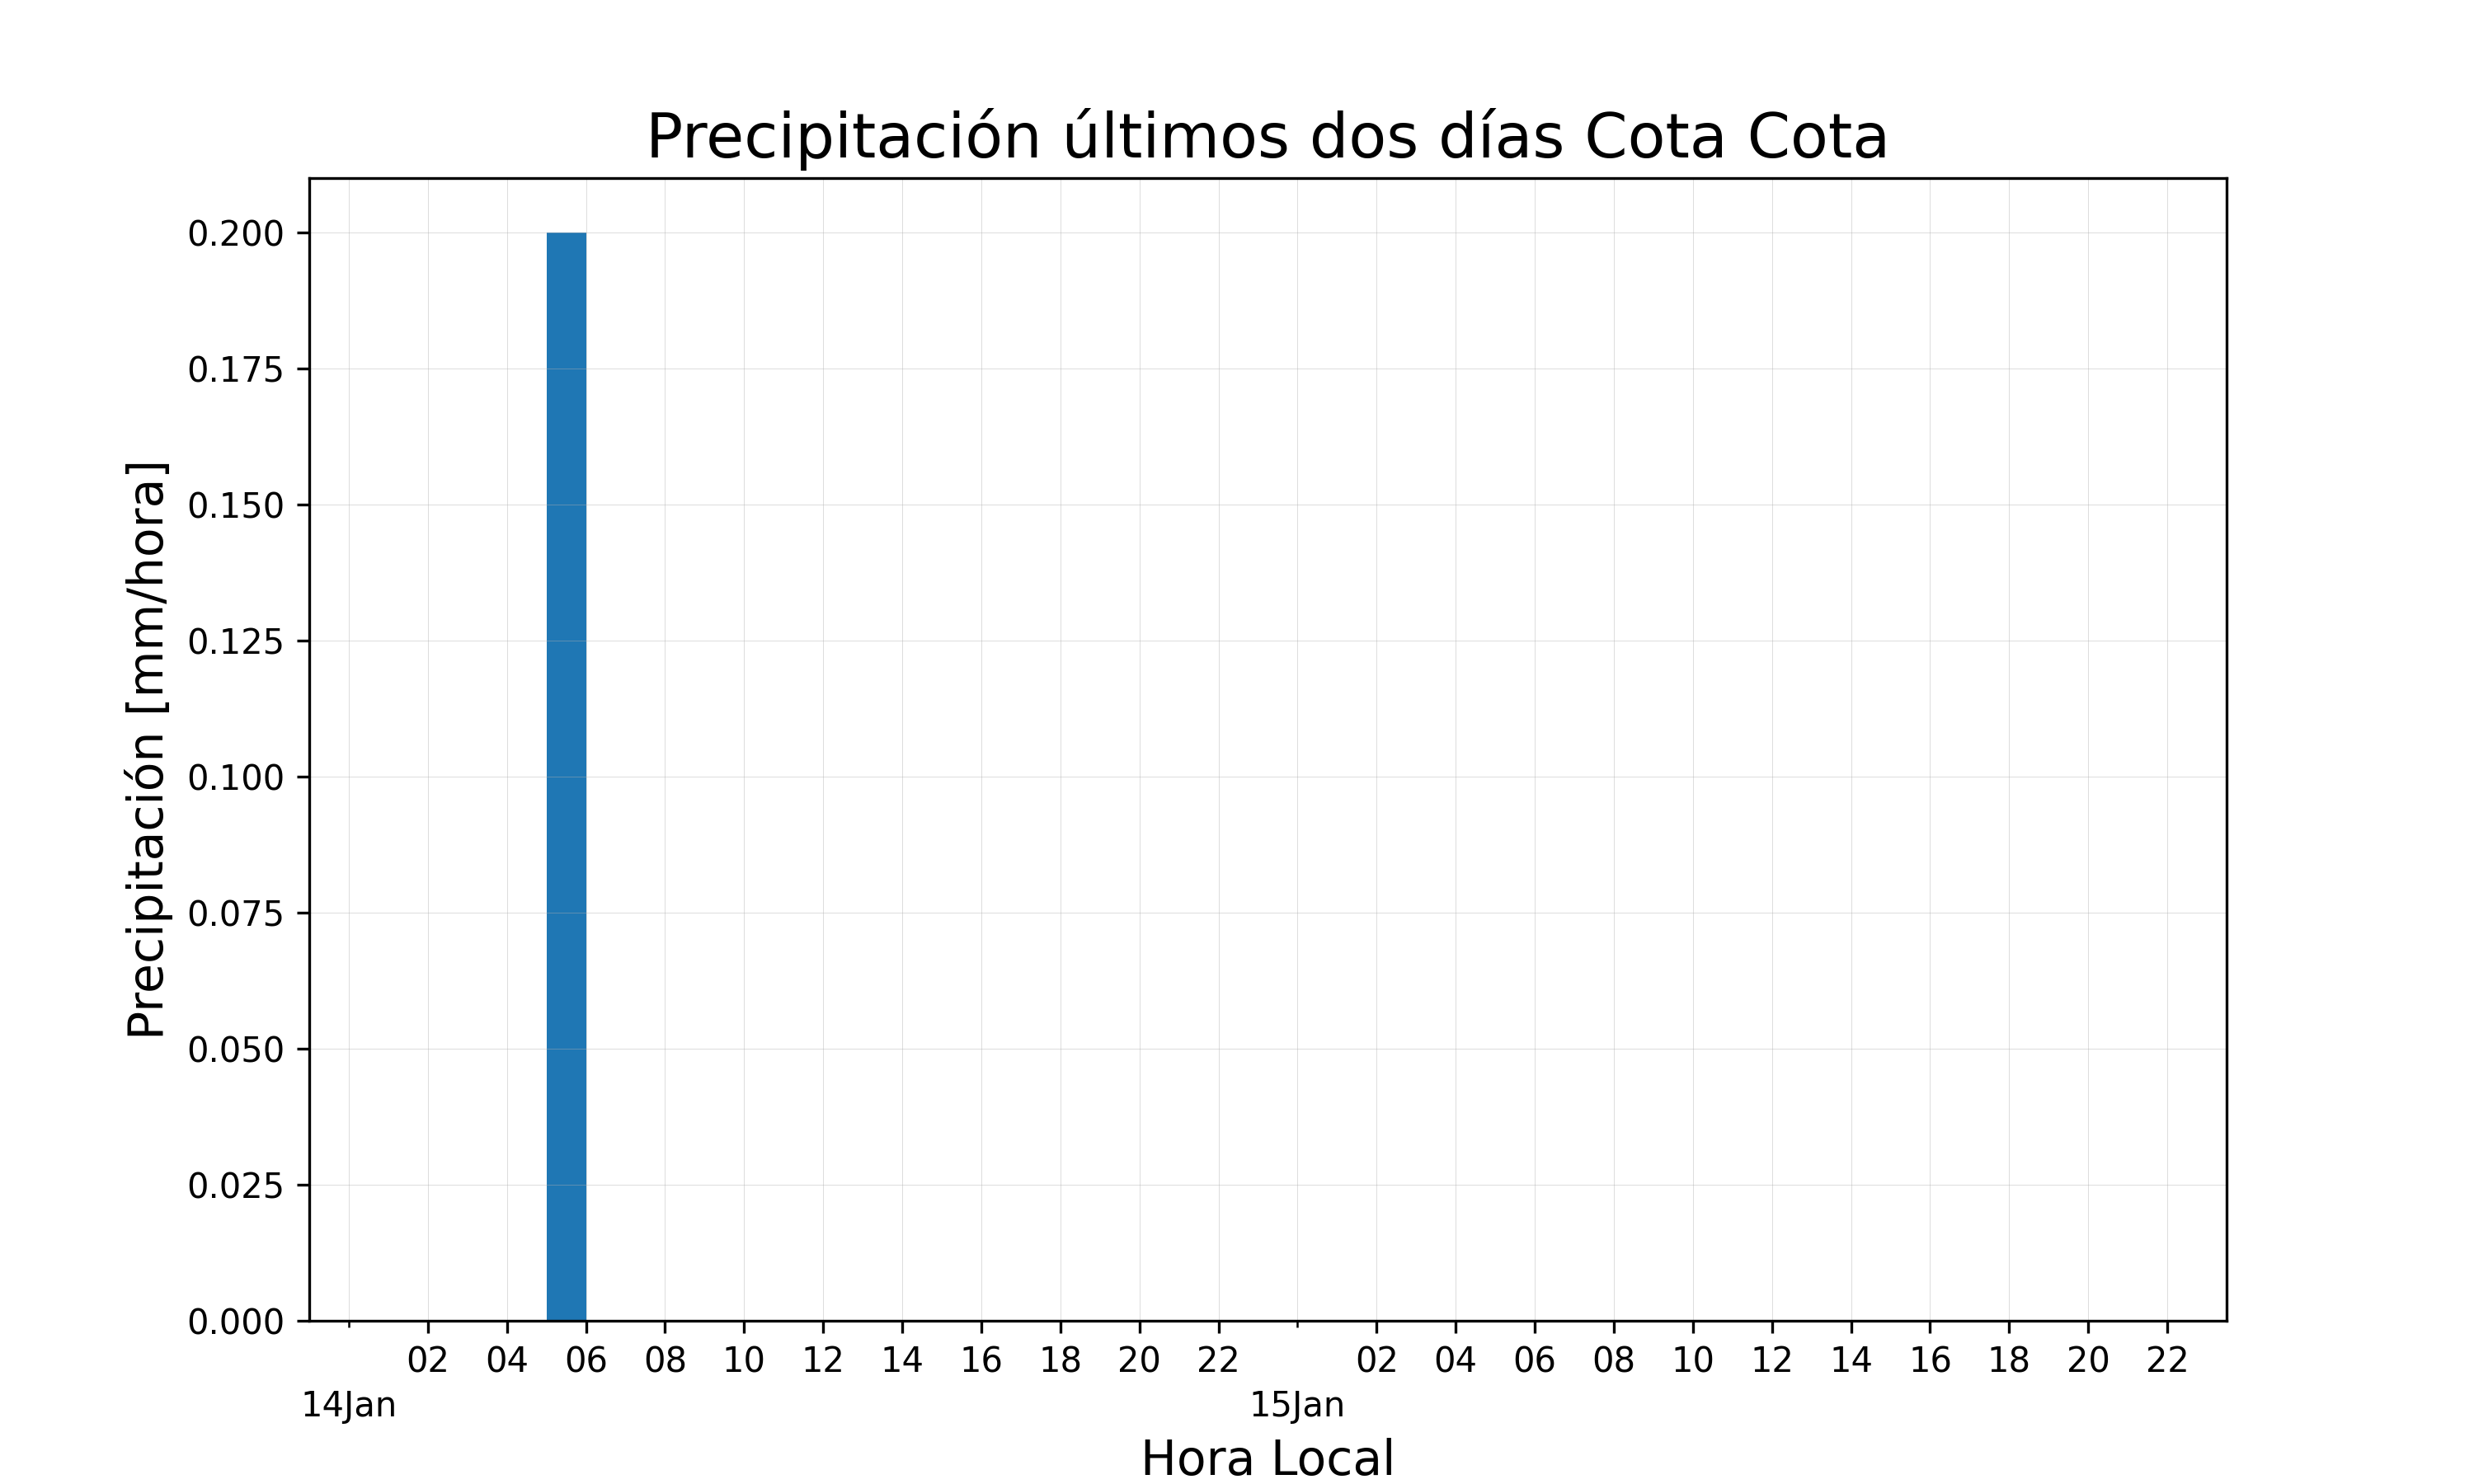 Precipitación últimos dos días Cota Cota
Precipitación [mm/hora]
0.200
0.175
0.150
0.125
0.100
0.075
0.050
0.025
0.000
02 04 06 08 10 12 14 16 18 20 22 02 04 06 08 10 12 14 16 18 20 22
14Jan 15Jan
Hora Local